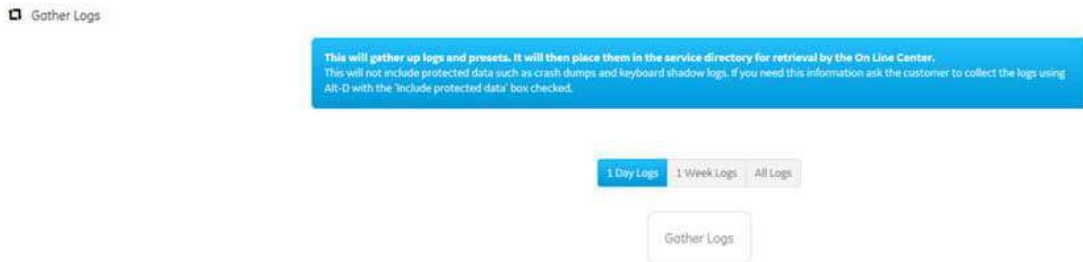 Gather Logs
This will gather up logs and presets. It will then place them in the service directory for retrieval by the On Line Center.
This will not include protected data such as crash dumps and keyboard shadow logs. If you need this information ask the customer to collect the logs using
Alt-D with the 'Include protected data' box checked.
1 Day Logs 1 Week Logs All Logs
Gather Logs